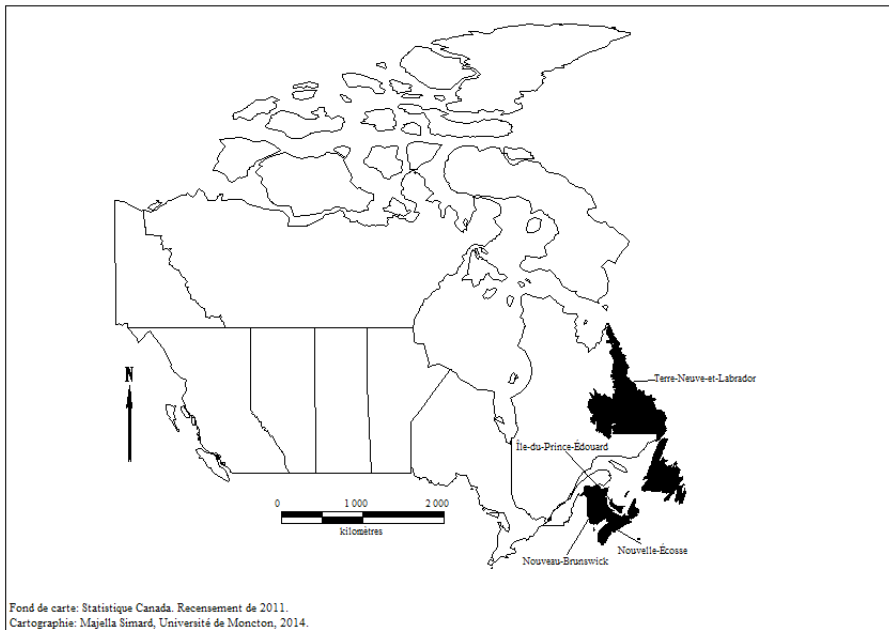 N
Terre-Neuve-et-Labrador
Île-du-Prince-Édouard
0 1 000 2 000
kilomètres
Nouvelle-Écosse
Nouveau-Brunswick
Fond de carte: Statistique Canada. Recensement de 2011.
Cartographie: Majella Simard, Université de Moncton, 2014.